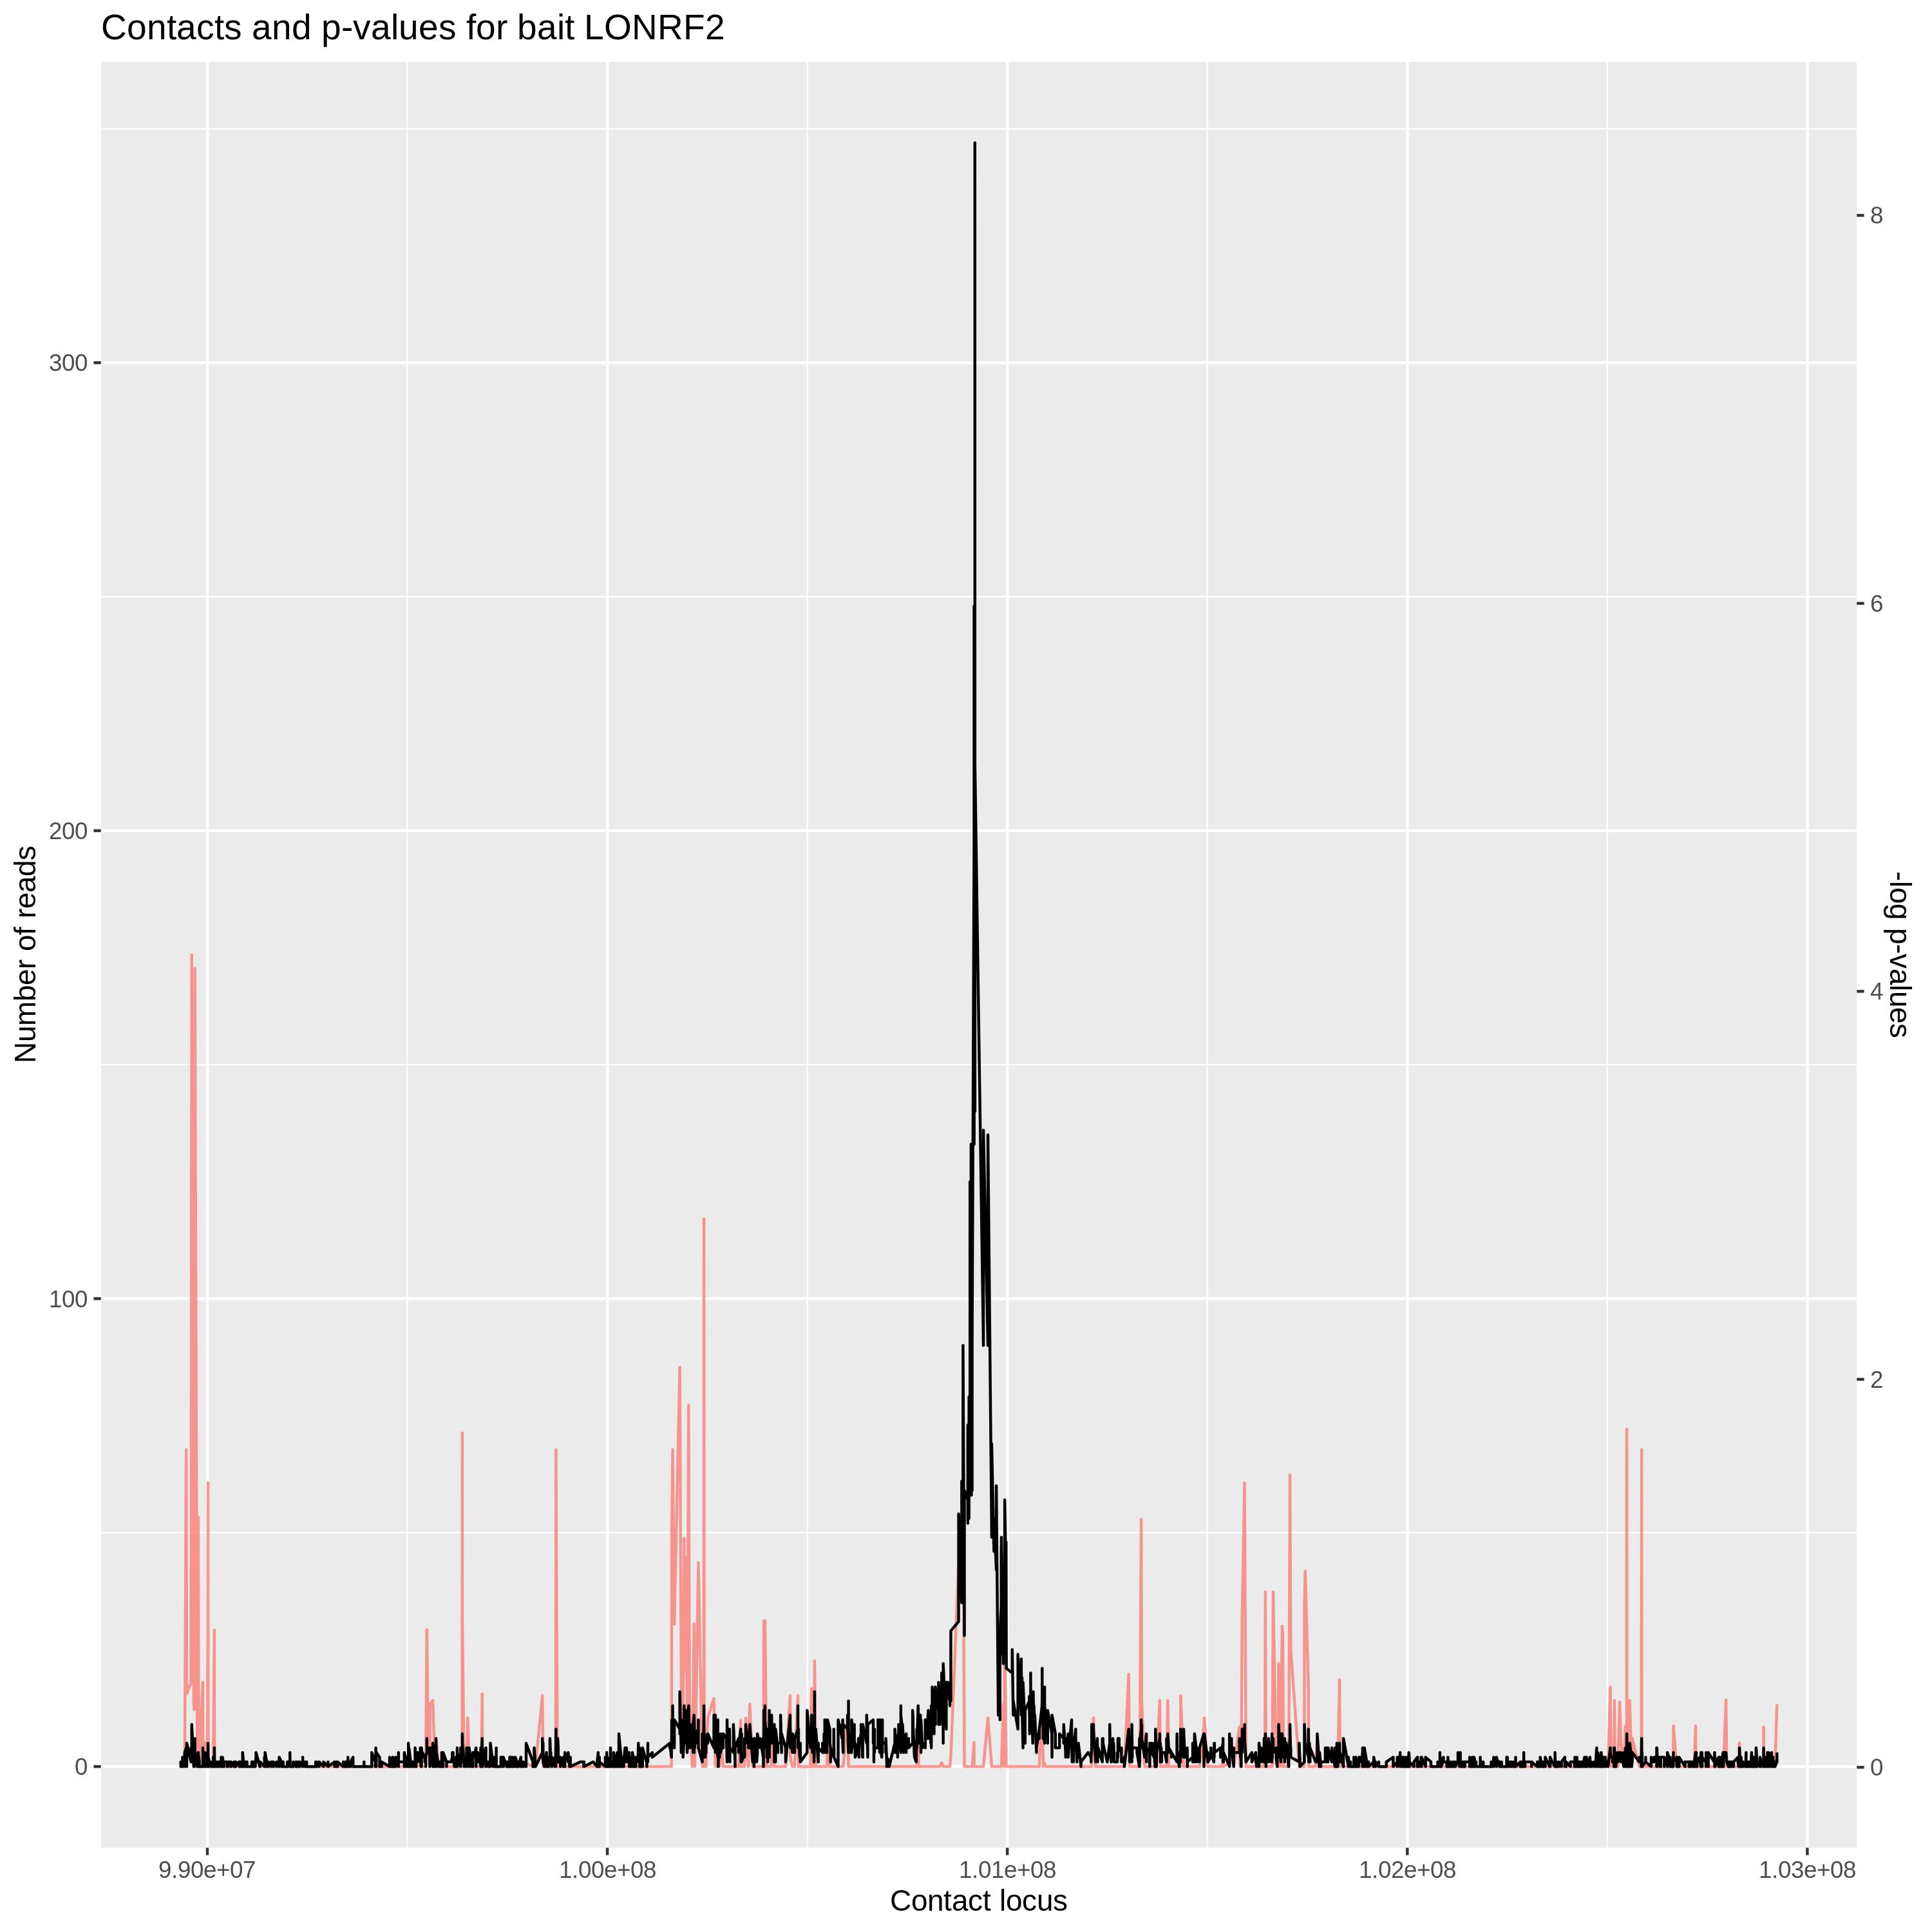 Contacts and p-values for bait LONRF2
Number of reads
300
200
100
0
8
6
4
2
0
-log p-values
9.90e+07
1.00e+08
1.01e+08
1.02e+08
1.03e+08
Contact locus